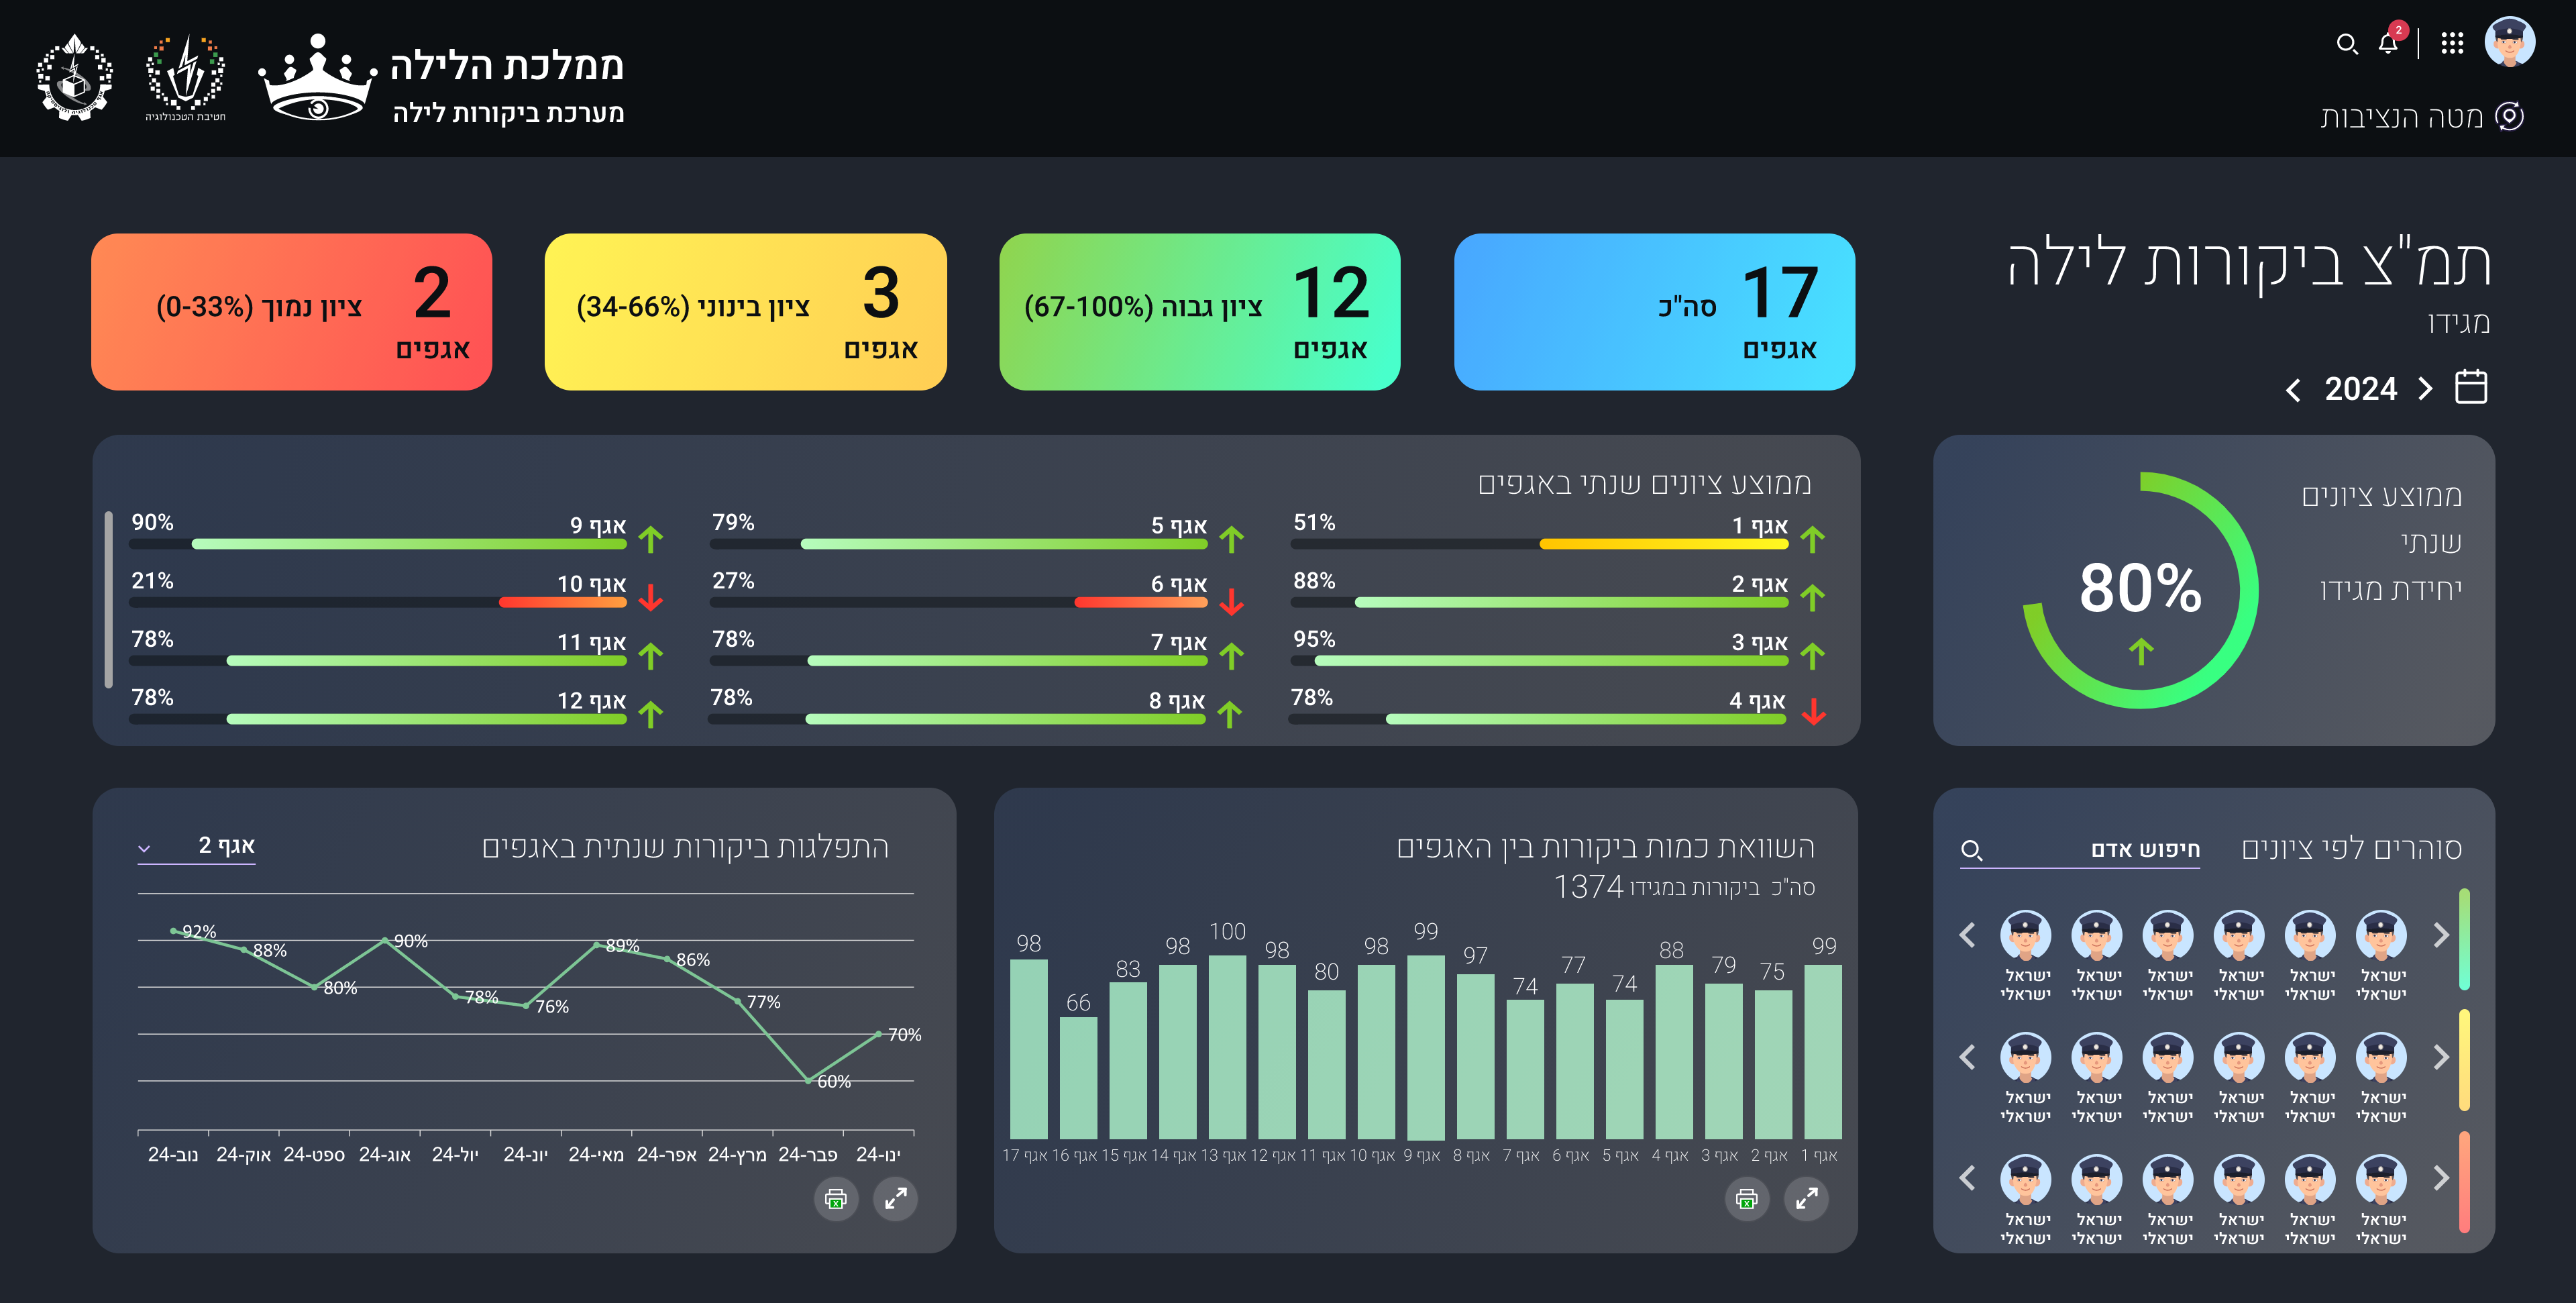 ממלכת הלילה
מערכת ביקורות לילה
חטיבת הטכנולוגיה
2
מטה הנציבות
תמ"צ ביקורות לילה
מגידו
2024
17 סה"כ
אגפים
12 ציון גבוה (67-100%)
אגפים
3 ציון בינוני (34-66%)
אגפים
2 ציון נמוך (0-33%)
אגפים
ממוצע ציונים
שנתי
יחידת מגידו
80%
ממוצע ציונים שנתי באגפים
אגף 1 51%
אגף 2 88%
אגף 3 95%
אגף 4 78%
אגף 5 79%
אגף 6 27%
אגף 7 78%
אגף 8 78%
אגף 9 90%
אגף 10 21%
אגף 11 78%
אגף 12 78%
סוהרים לפי ציונים
חיפוש אדם
ישראל ישראל ישראל ישראל ישראל ישראל
ישראלי ישראלי ישראלי ישראלי ישראלי ישראלי
ישראל ישראל ישראל ישראל ישראל ישראל
ישראלי ישראלי ישראלי ישראלי ישראלי ישראלי
ישראל ישראל ישראל ישראל ישראל ישראל
ישראלי ישראלי ישראלי ישראלי ישראלי ישראלי
השוואת כמות ביקורות בין האגפים
סה"כ ביקורות במגידו 1374
99 75 79 88 74 77 74 97 99 98 80 98 100 98 83 66 98
אגף 1 אגף 2 אגף 3 אגף 4 אגף 5 אגף 6 אגף 7 אגף 8 אגף 9 אגף 10 אגף 11 אגף 12 אגף 13 אגף 14 אגף 15 אגף 16 אגף 17
התפלגות ביקורות שנתית באגפים
אגף 2
70% 60% 77% 86% 89% 76% 78% 90% 80% 88% 92%
ינו-24 פבר-24 מרץ-24 אפר-24 מאי-24 יונ-24 יול-24 אוג-24 ספט-24 אוק-24 נוב-24